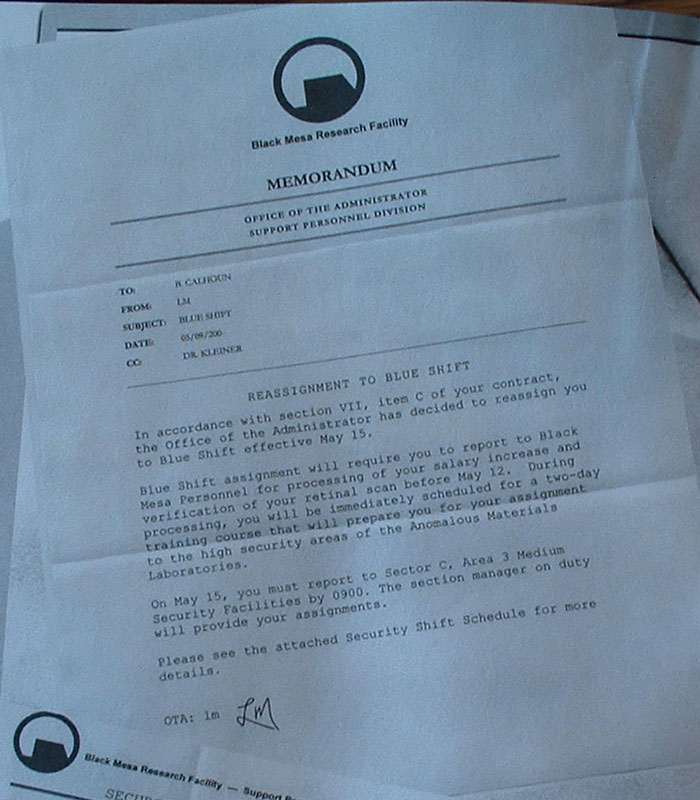 Black Mesa Research Facility
MEMORANDUM
OFFICE OF THE ADMINISTRATOR
SUPPORT PERSONNEL DIVISION
TO: B. CALHOUN
FROM: LM
SUBJECT: BLUE SHIFT
DATE: 05/09/200-
CC: DR. KLEINER
REASSIGNMENT TO BLUE SHIFT
In accordance with section VII, item C of your contract,
the Office of the Administrator has decided to reassign you
to Blue Shift effective May 15.
Blue Shift assignment will require you to report to Black
Mesa Personnel for processing of your salary increase and
verification of your retinal scan before May 12. During
processing, you will be immediately scheduled for a two-day
training course that will prepare you for your assignment
to the high security areas of the Anomalous Materials
Laboratories.
On May 15, you must report to Sector C, Area 3 Medium
Security Facilities by 0900. The section manager on duty
will provide your assignments.
Please see the attached Security Shift Schedule for more
details.
OTA: lm LM
Black Mesa Research Facility — Support